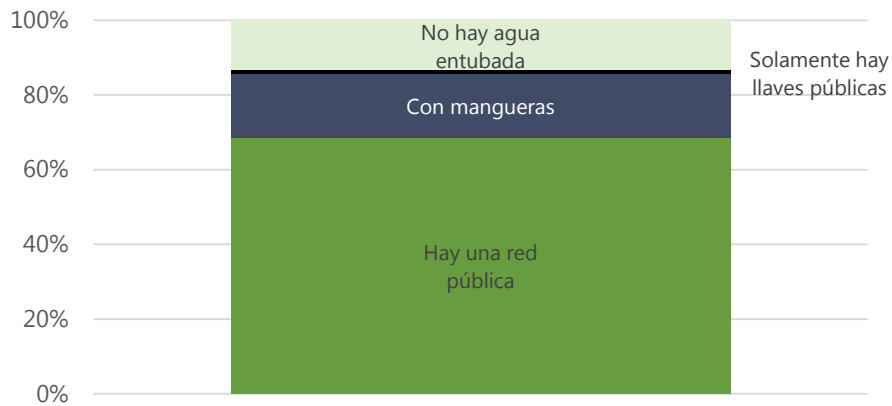 100%
No hay agua
entubada
Solamente hay
llaves públicas
80%
Con mangueras
60%
40%
Hay una red
pública
20%
0%